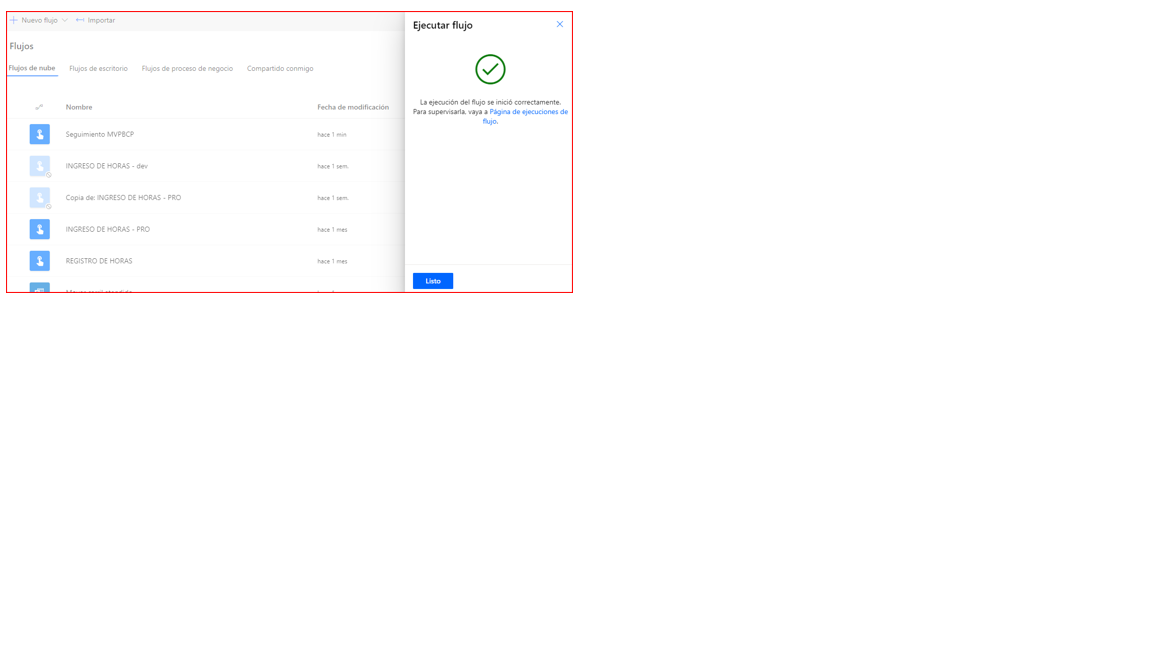 Nuevo flujo
Importar
Flujos
Flujos de nube
Flujos de escritorio
Flujos de proceso de negocio
Compartido conmigo
Nombre
Fecha de modificación
Seguimiento MVPBCP
hace 1 min
INGRESO DE HORAS - dev
hace 1 sem.
Copia de: INGRESO DE HORAS - PRO
hace 1 sem.
INGRESO DE HORAS - PRO
hace 1 mes
REGISTRO DE HORAS
hace 1 mes
Ejecutar flujo
La ejecución del flujo se inició correctamente.
Para supervisarla, vaya a Página de ejecuciones de
flujo.
Listo